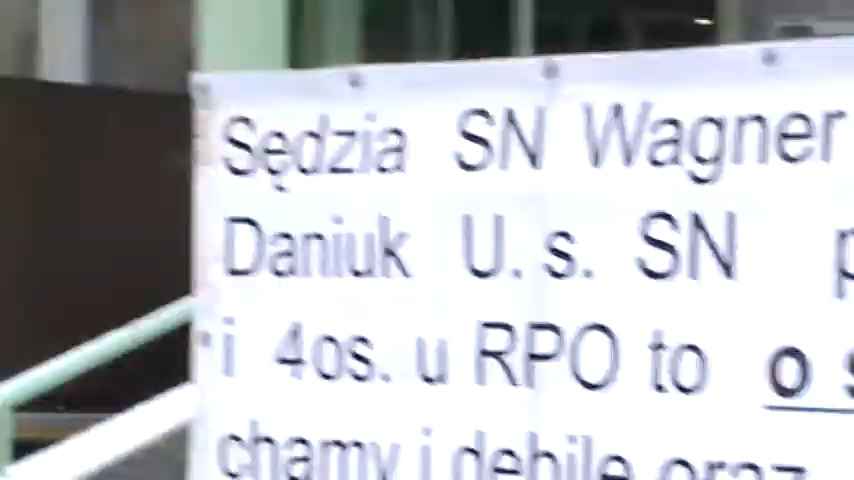 Sędzia SN Wagner
Daniuk U. s. SN p
i 4os. u RPO to o s
chamy i debile oraz